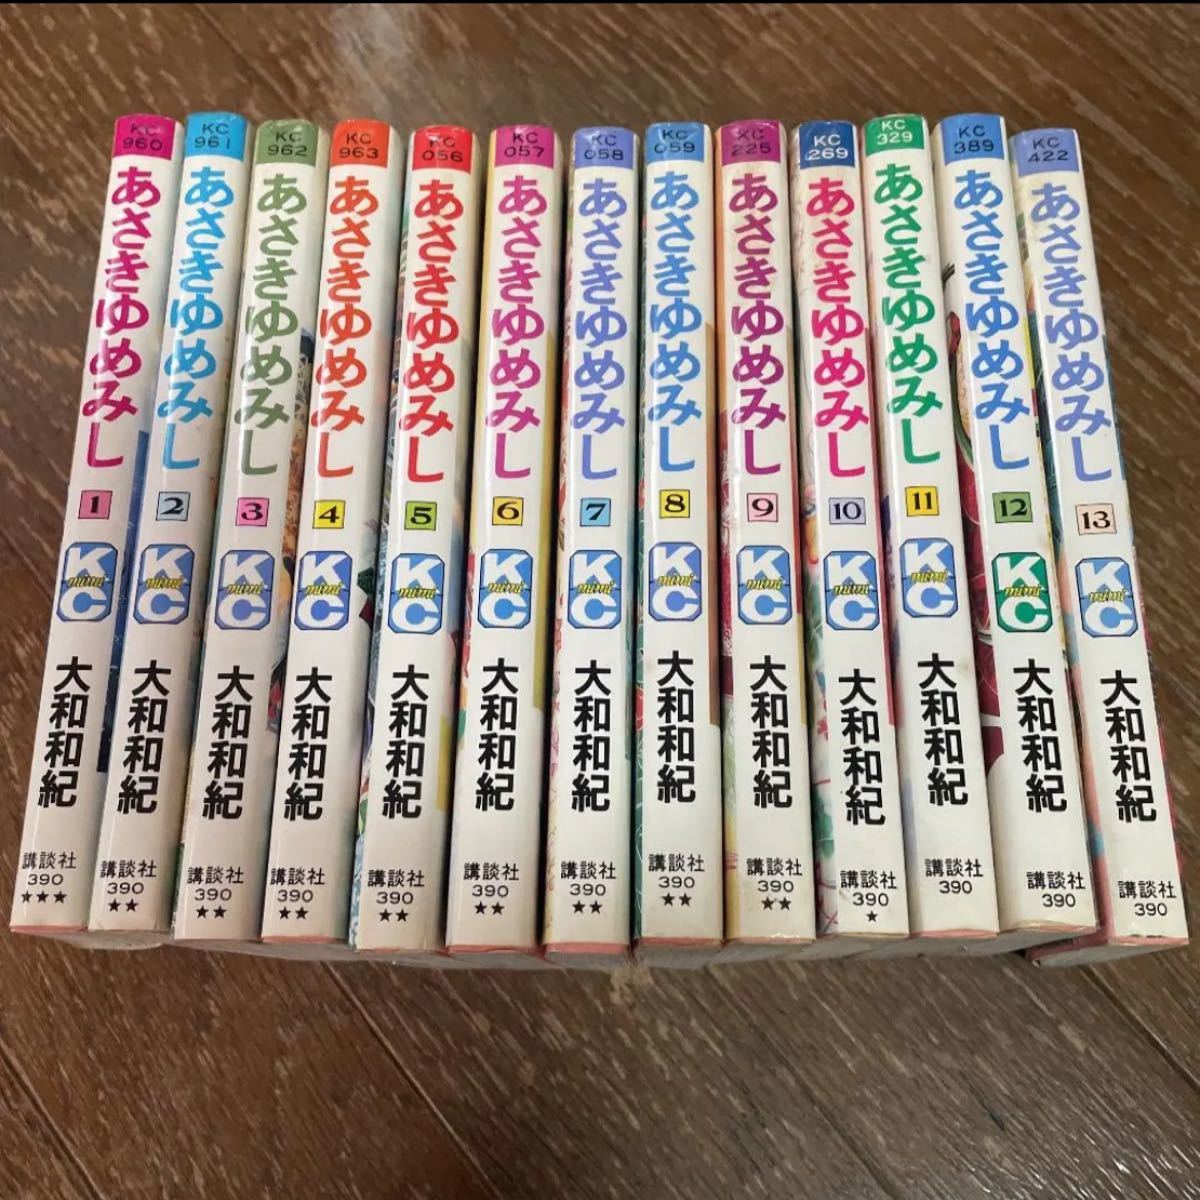 KC
960
あさきゆめみし
1
KC
mimi
大和和紀
講談社
390
★★★
KC
961
あさきゆめみし
2
KC
mimi
大和和紀
講談社
390
★★
KC
962
あさきゆめみし
3
KC
mimi
大和和紀
講談社
390
★★
KC
963
あさきゆめみし
4
KC
mimi
大和和紀
講談社
390
★★
KC
056
あさきゆめみし
5
KC
mimi
大和和紀
講談社
390
★★
KC
057
あさきゆめみし
6
KC
mimi
大和和紀
講談社
390
★★
KC
058
あさきゆめみし
7
KC
mimi
大和和紀
講談社
390
★★
KC
059
あさきゆめみし
8
KC
mimi
大和和紀
講談社
390
★★
KC
225
あさきゆめみし
9
KC
mimi
大和和紀
講談社
390
★★
KC
269
あさきゆめみし
10
KC
mimi
大和和紀
講談社
390
★
KC
329
あさきゆめみし
11
KC
mimi
大和和紀
講談社
390
KC
389
あさきゆめみし
12
KC
mimi
大和和紀
講談社
390
KC
422
あさきゆめみし
13
KC
mimi
大和和紀
講談社
390